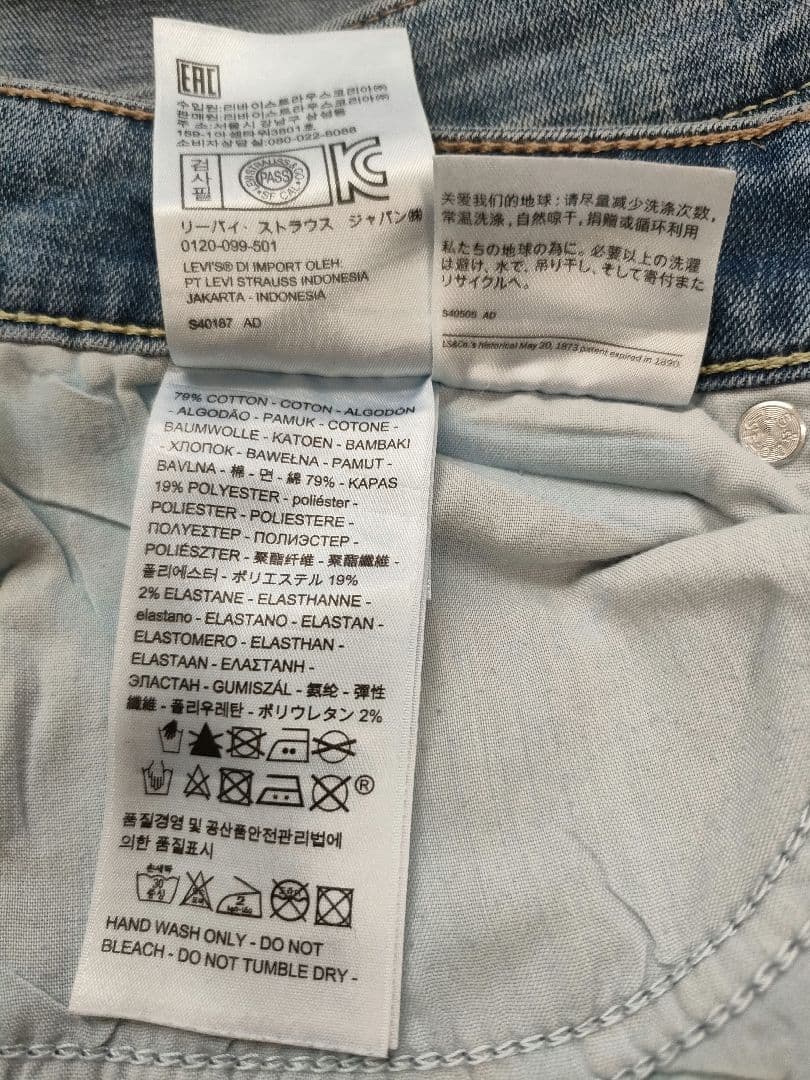 EAC
수입원:리바이스트라우스코리아㈜
판매원:리바이스트라우스코리아㈜
주 소:서울시 강남구 삼성동
159-1아셈타워3801호
소비자상담실:080-022-8088
검사필
PASS
SF CAL
リーバイ・ストラウス ジャパン㈱
0120-099-501
LEVI'S® DI IMPORT OLEH:
PT LEVI STRAUSS INDONESIA
JAKARTA - INDONESIA
S40187 AD
关爱我们的地球:请尽量减少洗涤次数,
常温洗涤,自然晾干,捐赠或循环利用
私たちの地球の為に。必要以上の洗濯
は避け、水で、吊り干し、そして寄付また
リサイクルへ。
S40505 AD
LS&Co.'s historical May 20, 1873 patent expired in 1890.
79% COTTON - COTON - ALGODÓN
- ALGODÃO - PAMUK - COTONE -
BAUMWOLLE - KATOEN - BAMBAKI
- ХЛОПОК - BAWEŁNA - PAMUT -
BAVLNA - 棉 - 면 - 綿 79% - KAPAS
19% POLYESTER - poliéster -
POLIESTER - POLIESTERE -
ΠΟΛΥΕΣΤΕΡ - ПОЛИЭСТЕР -
POLIÉSZTER - 聚酯纤维 - 聚酯纖維 -
폴리에스터 - ポリエステル 19%
2% ELASTANE - ELASTHANNE -
elastano - ELASTANO - ELASTAN -
ELASTOMERO - ELASTHAN -
ELASTAAN - ΕΛΑΣΤΑΝΗ -
ЭЛАСТАН - GUMISZÁL - 氨纶 - 彈性
纖維 - 폴리우레탄 - ポリウレタン 2%
®
품질경영 및 공산품안전관리법에
의한 품질표시
손세탁
30
중성
2
HAND WASH ONLY - DO NOT
BLEACH - DO NOT TUMBLE DRY -